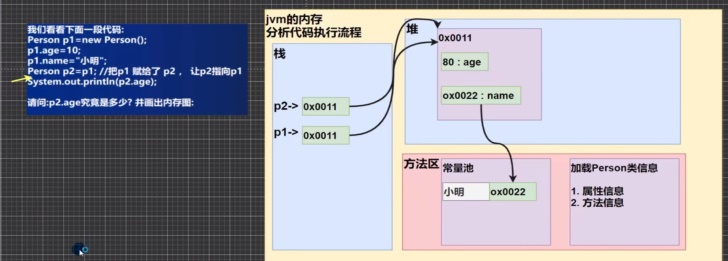 我们看看下面一段代码:
Person p1=new Person();
p1.age=10;
p1.name="小明";
Person p2=p1; //把p1 赋给了 p2 ， 让p2指向p1
System.out.println(p2.age);
请问:p2.age究竟是多少? 并画出内存图:
jvm的内存
分析代码执行流程
栈
p2->
0x0011
p1->
0x0011
堆
0x0011
80 : age
ox0022 : name
方法区
常量池
小明
ox0022
加载Person类信息
1. 属性信息
2. 方法信息